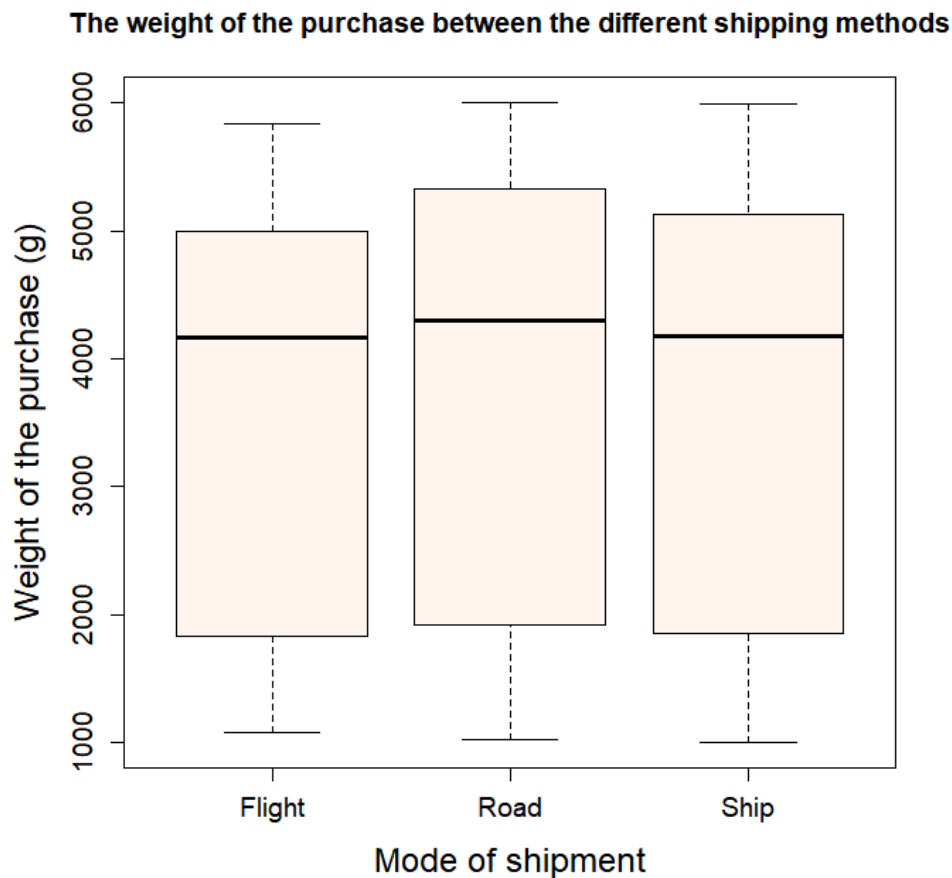 The weight of the purchase between the different shipping methods
Weight of the purchase (g)
6000
5000
4000
3000
2000
1000
Flight Road Ship
Mode of shipment